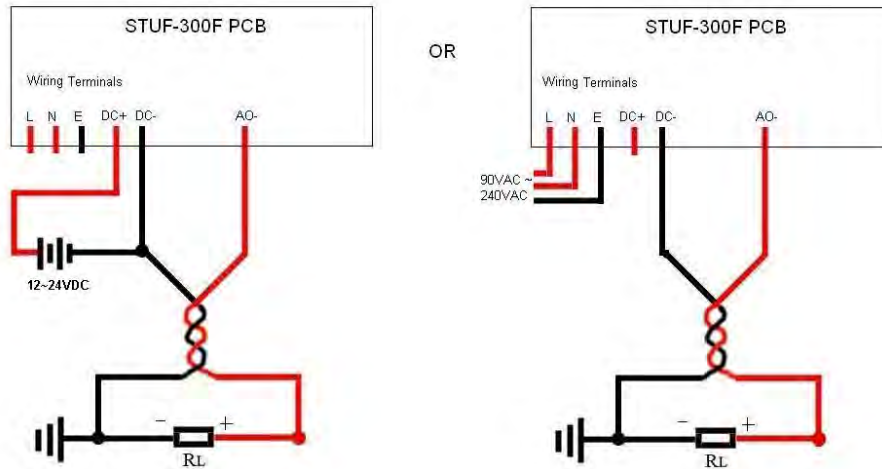 STUF-300F PCB
Wiring Terminals
L N E DC+ DC- AO-
12~24VDC
− +
RL
OR
STUF-300F PCB
Wiring Terminals
L N E DC+ DC- AO-
90VAC ~
240VAC
− +
RL